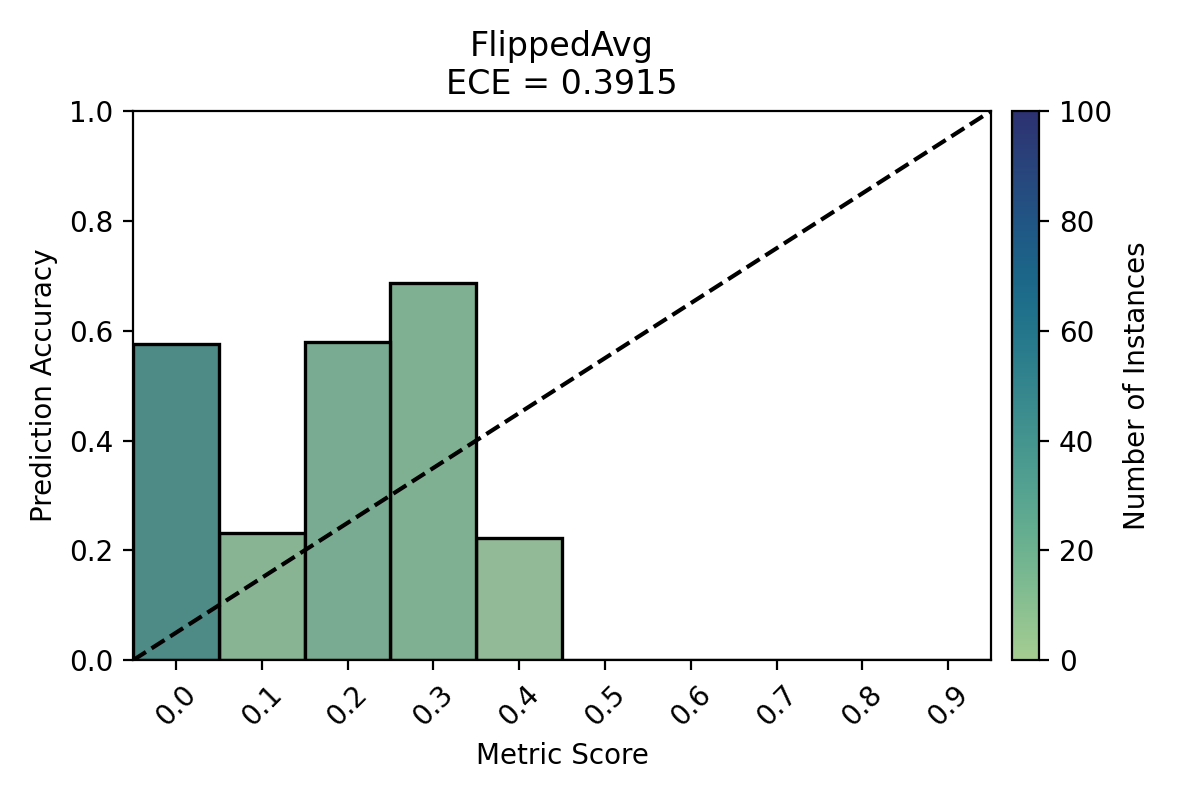 FlippedAvg
ECE = 0.3915
Prediction Accuracy
1.0
0.8
0.6
0.4
0.2
0.0
0.0 0.1 0.2 0.3 0.4 0.5 0.6 0.7 0.8 0.9
Metric Score
100
80
60
40
20
0
Number of Instances